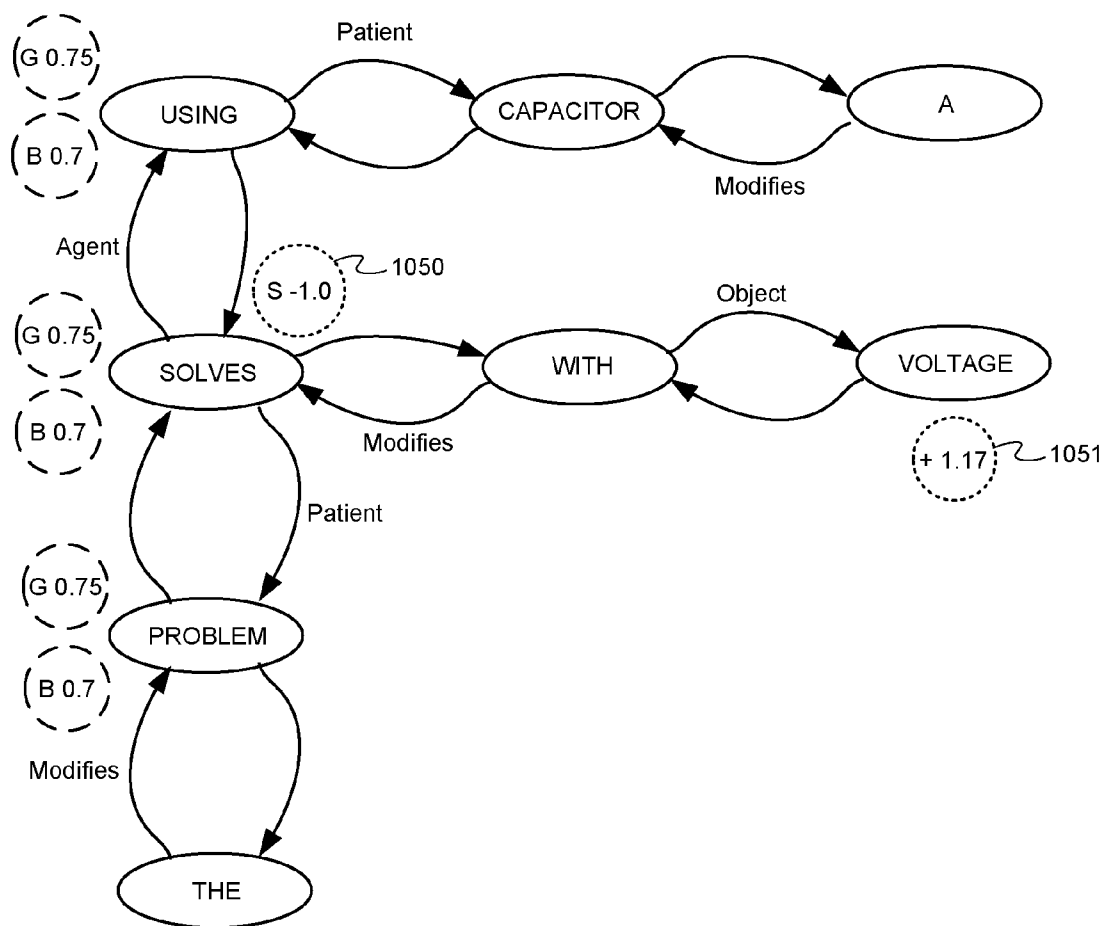 G 0.75
Patient
USING
CAPACITOR
A
B 0.7
Modifies
Agent
1050
S -1.0
Object
G 0.75
SOLVES
WITH
VOLTAGE
B 0.7
Modifies
+ 1.17
1051
Patient
G 0.75
PROBLEM
B 0.7
Modifies
THE